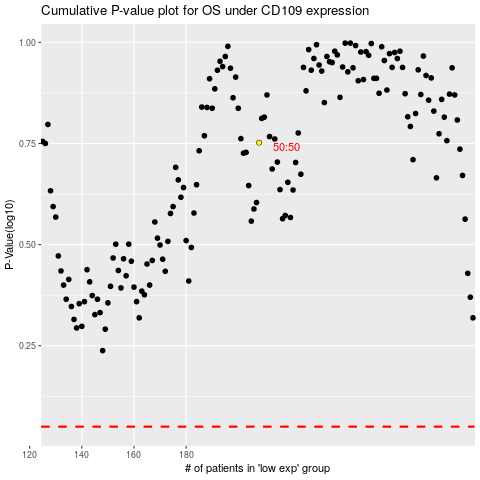 Cumulative P-value plot for OS under CD109 expression
P-Value(log10)
1.00
0.75
0.50
0.25
50:50
120 140 160 180
# of patients in 'low exp' group